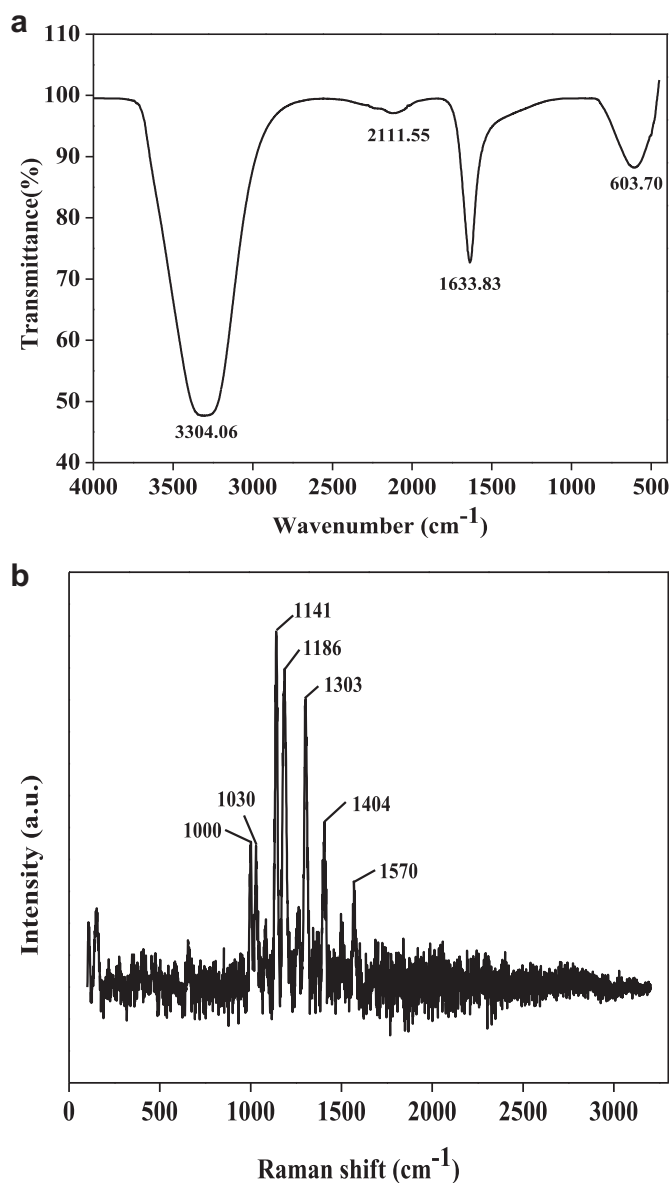 a
110
100
90
80
70
60
50
40
Transmittance(%)
2111.55
603.70
1633.83
3304.06
4000 3500 3000 2500 2000 1500 1000 500
Wavenumber (cm-1)
b
1141
1186
1303
1030
1404
1000
1570
Intensity (a.u.)
0 500 1000 1500 2000 2500 3000
Raman shift (cm-1)